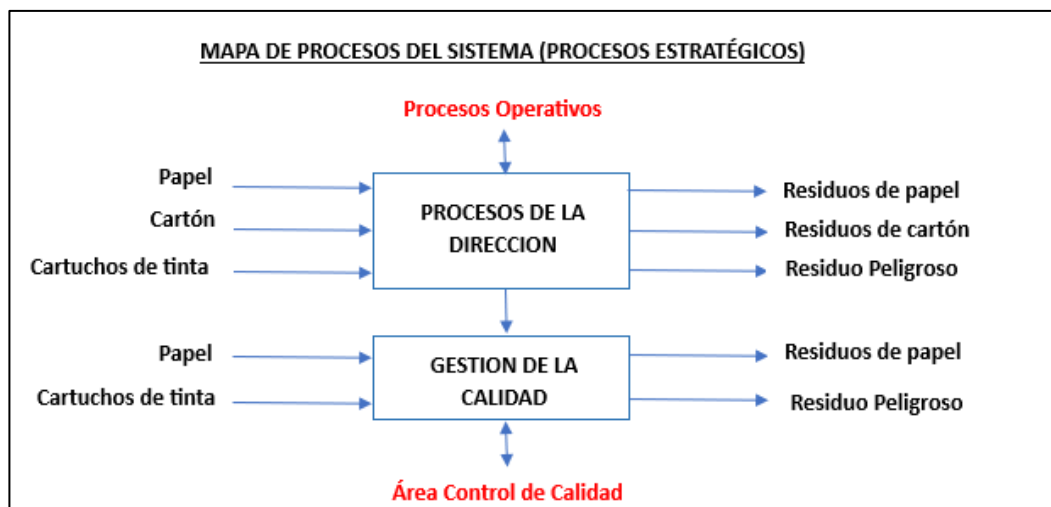 MAPA DE PROCESOS DEL SISTEMA (PROCESOS ESTRATÉGICOS)
Procesos Operativos
Papel
Cartón
Cartuchos de tinta
PROCESOS DE LA
DIRECCION
Residuos de papel
Residuos de cartón
Residuo Peligroso
Papel
Cartuchos de tinta
GESTION DE LA
CALIDAD
Residuos de papel
Residuo Peligroso
Área Control de Calidad